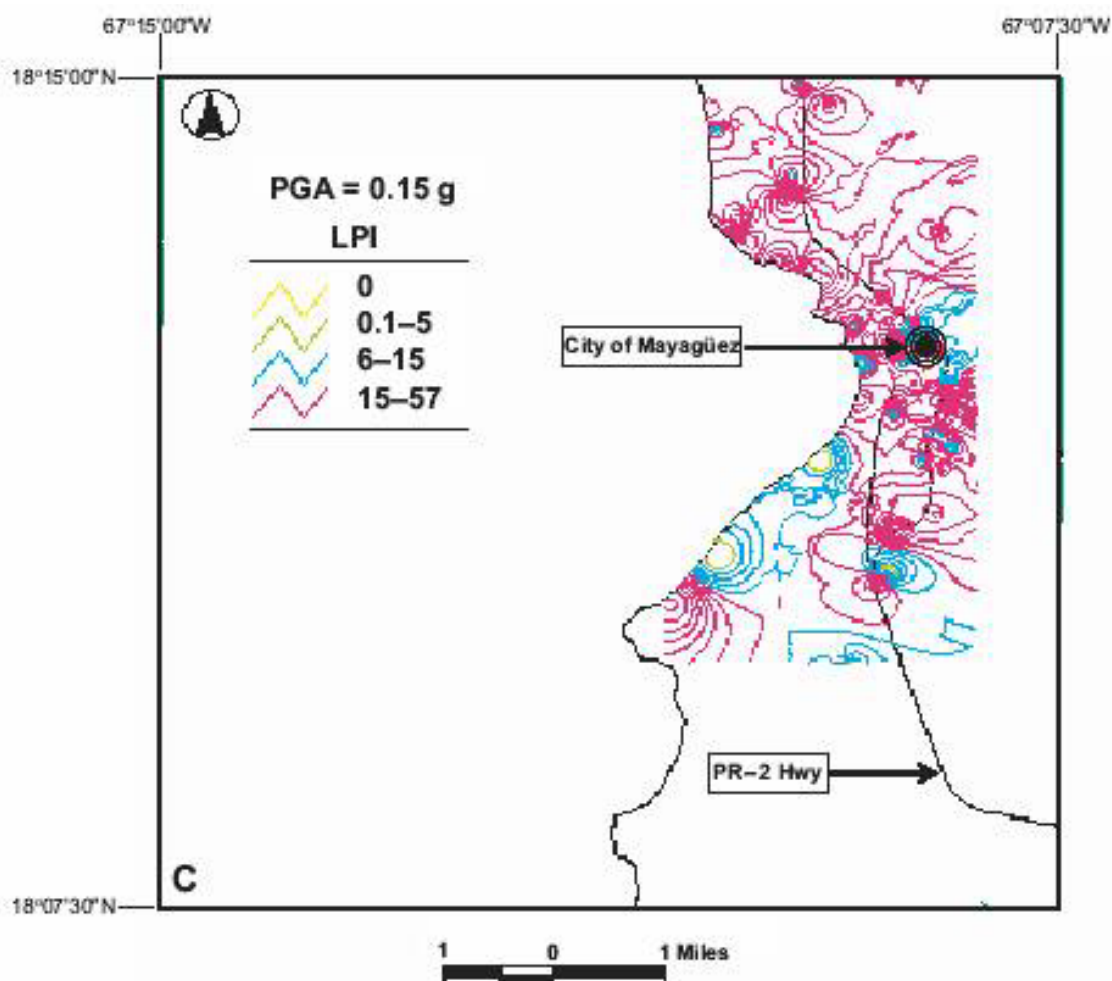 67°15'00"W
67°07'30"W
18°15'00"N
PGA = 0.15 g
LPI
0
0.1–5
6–15
15–57
City of Mayagüez
PR–2 Hwy
C
18°07'30"N
1 0 1 Miles